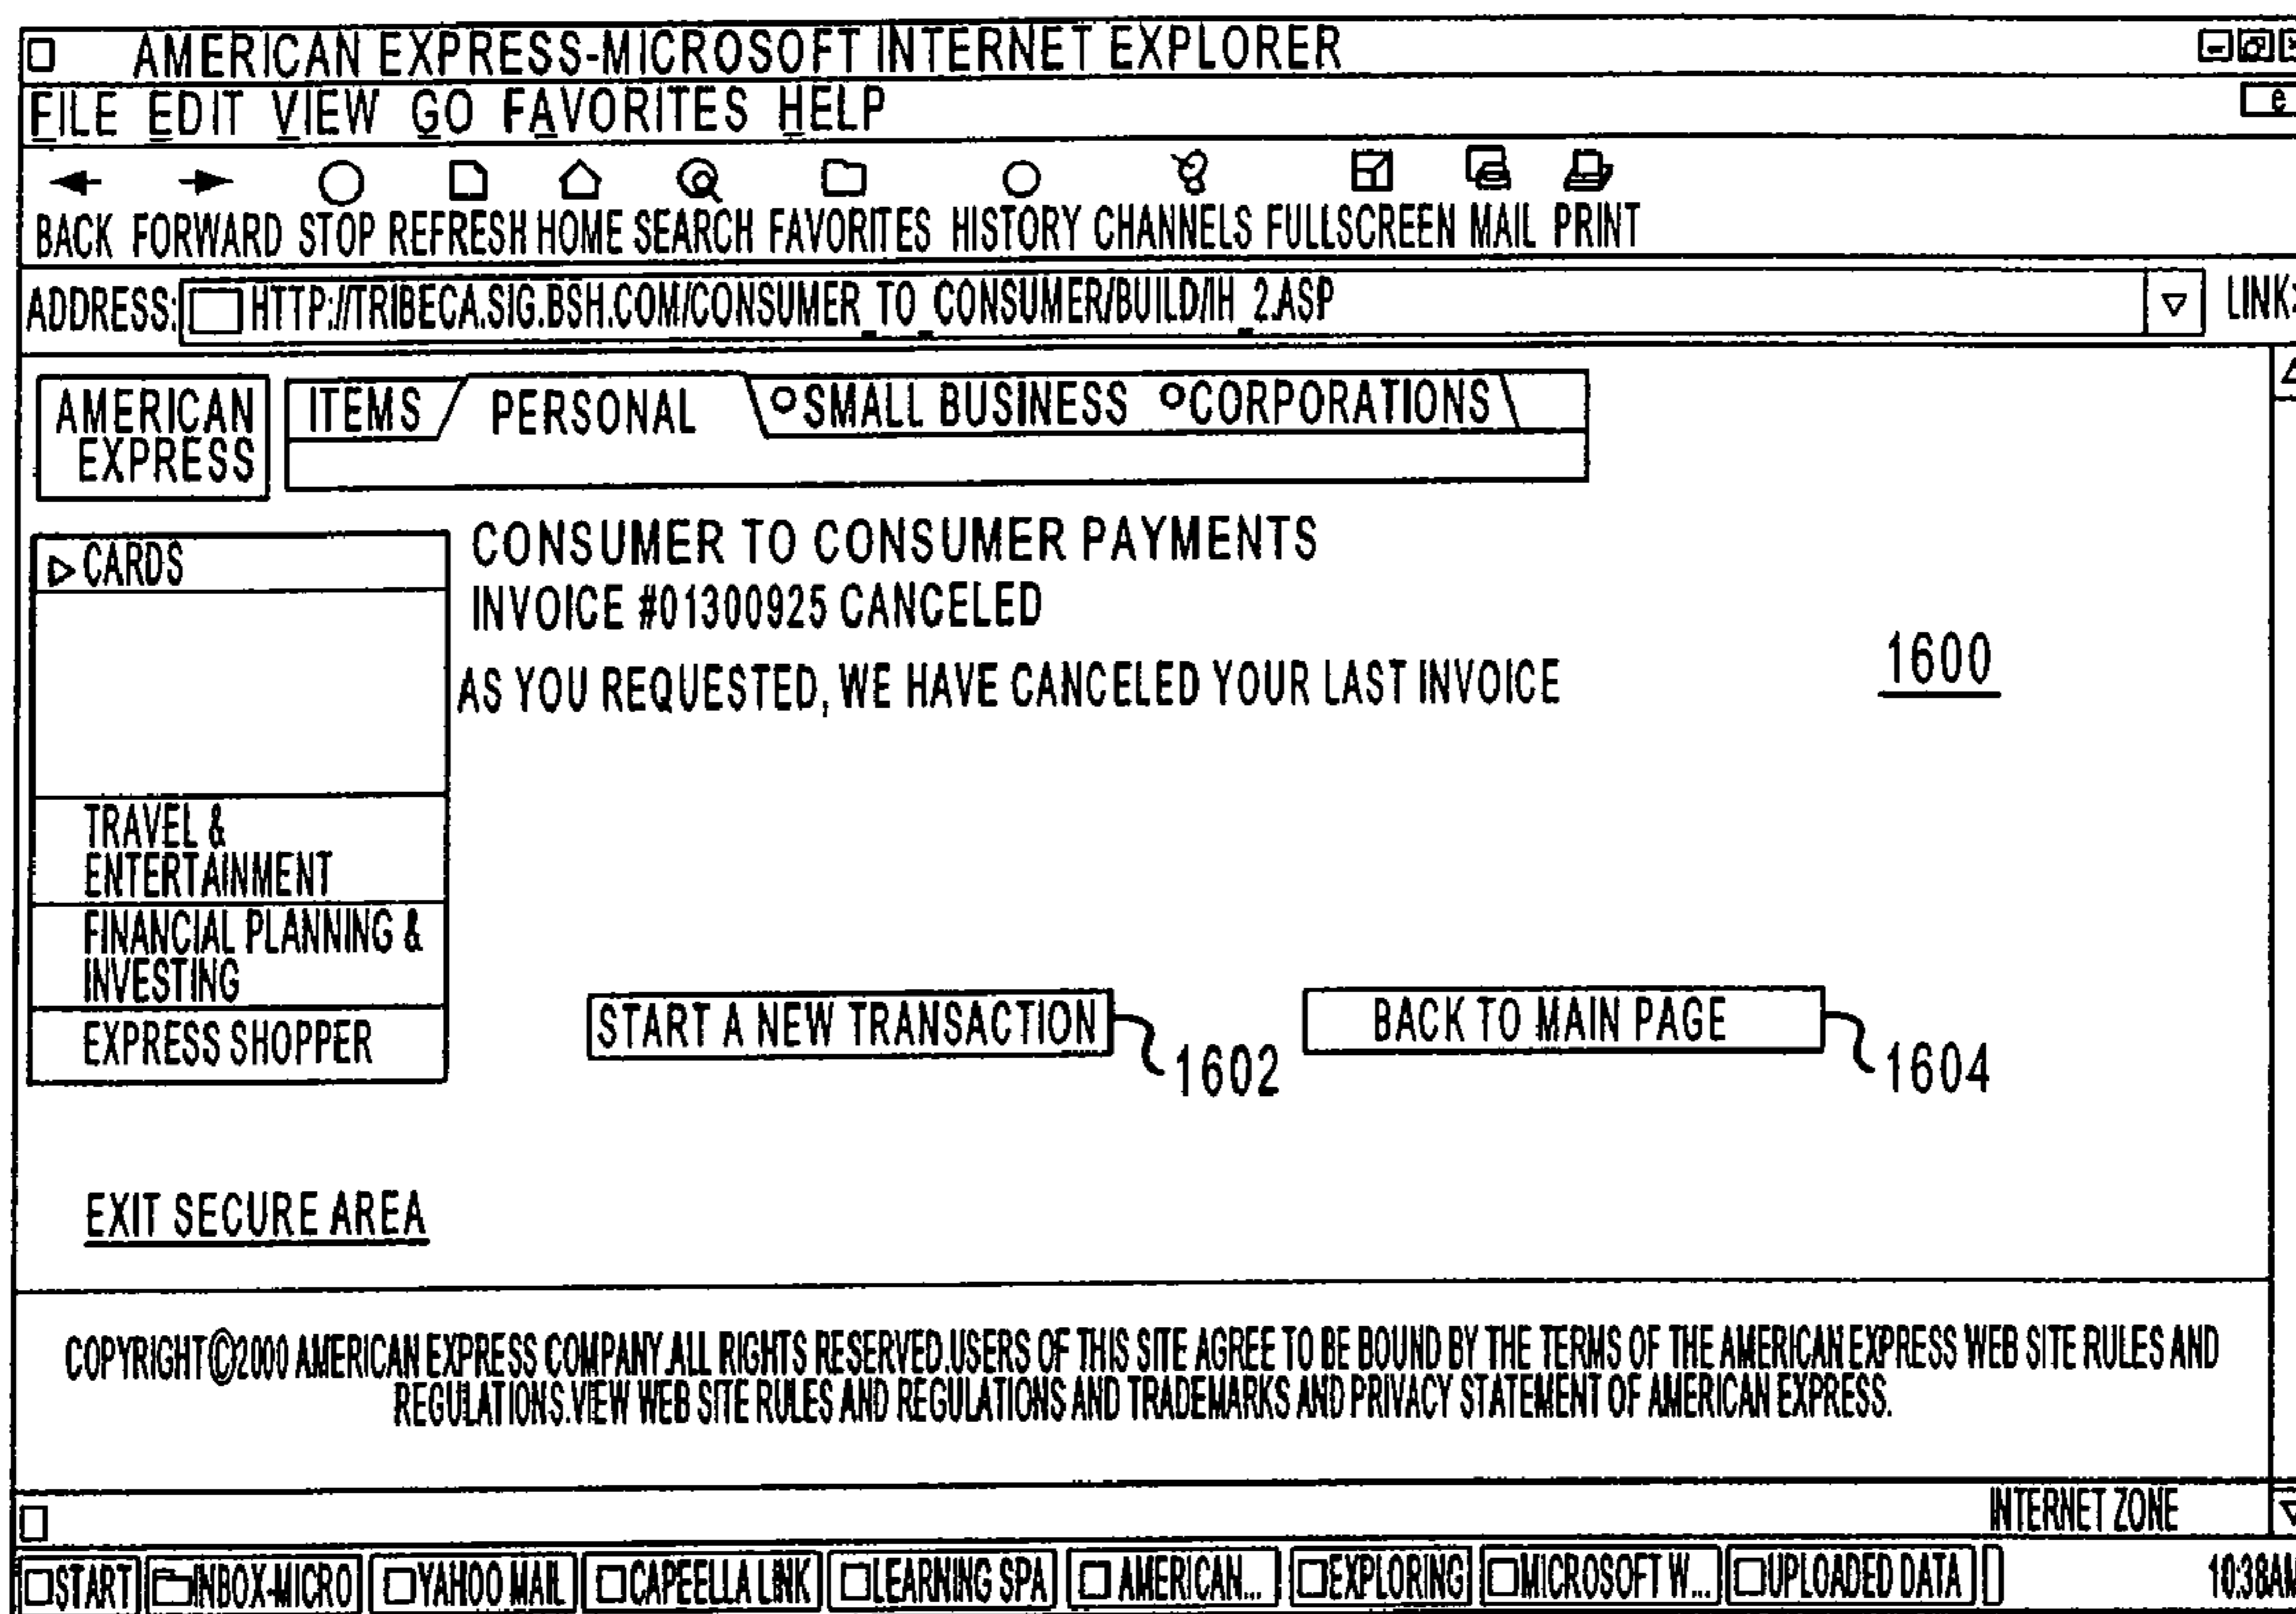 AMERICAN EXPRESS-MICROSOFT INTERNET EXPLORER
FILE EDIT VIEW GO FAVORITES HELP
e
BACK FORWARD STOP REFRESH HOME SEARCH FAVORITES HISTORY CHANNELS FULLSCREEN MAIL PRINT
ADDRESS: HTTP://TRIBECA.SIG.BSH.COM/CONSUMER_TO_CONSUMER/BUILD/IH_2.ASP
LINKS
AMERICAN
EXPRESS
ITEMS PERSONAL SMALL BUSINESS CORPORATIONS
CARDS
TRAVEL &
ENTERTAINMENT
FINANCIAL PLANNING &
INVESTING
EXPRESS SHOPPER
CONSUMER TO CONSUMER PAYMENTS
INVOICE #01300925 CANCELED
AS YOU REQUESTED, WE HAVE CANCELED YOUR LAST INVOICE
1600
START A NEW TRANSACTION 1602
BACK TO MAIN PAGE 1604
EXIT SECURE AREA
COPYRIGHT©2000 AMERICAN EXPRESS COMPANY.ALL RIGHTS RESERVED.USERS OF THIS SITE AGREE TO BE BOUND BY THE TERMS OF THE AMERICAN EXPRESS WEB SITE RULES AND
REGULATIONS.VIEW WEB SITE RULES AND REGULATIONS AND TRADEMARKS AND PRIVACY STATEMENT OF AMERICAN EXPRESS.
INTERNET ZONE
START INBOX-MICRO YAHOO MAIL CAPEELLA LINK LEARNING SPA AMERICAN... EXPLORING MICROSOFT W... UPLOADED DATA 10:38AM